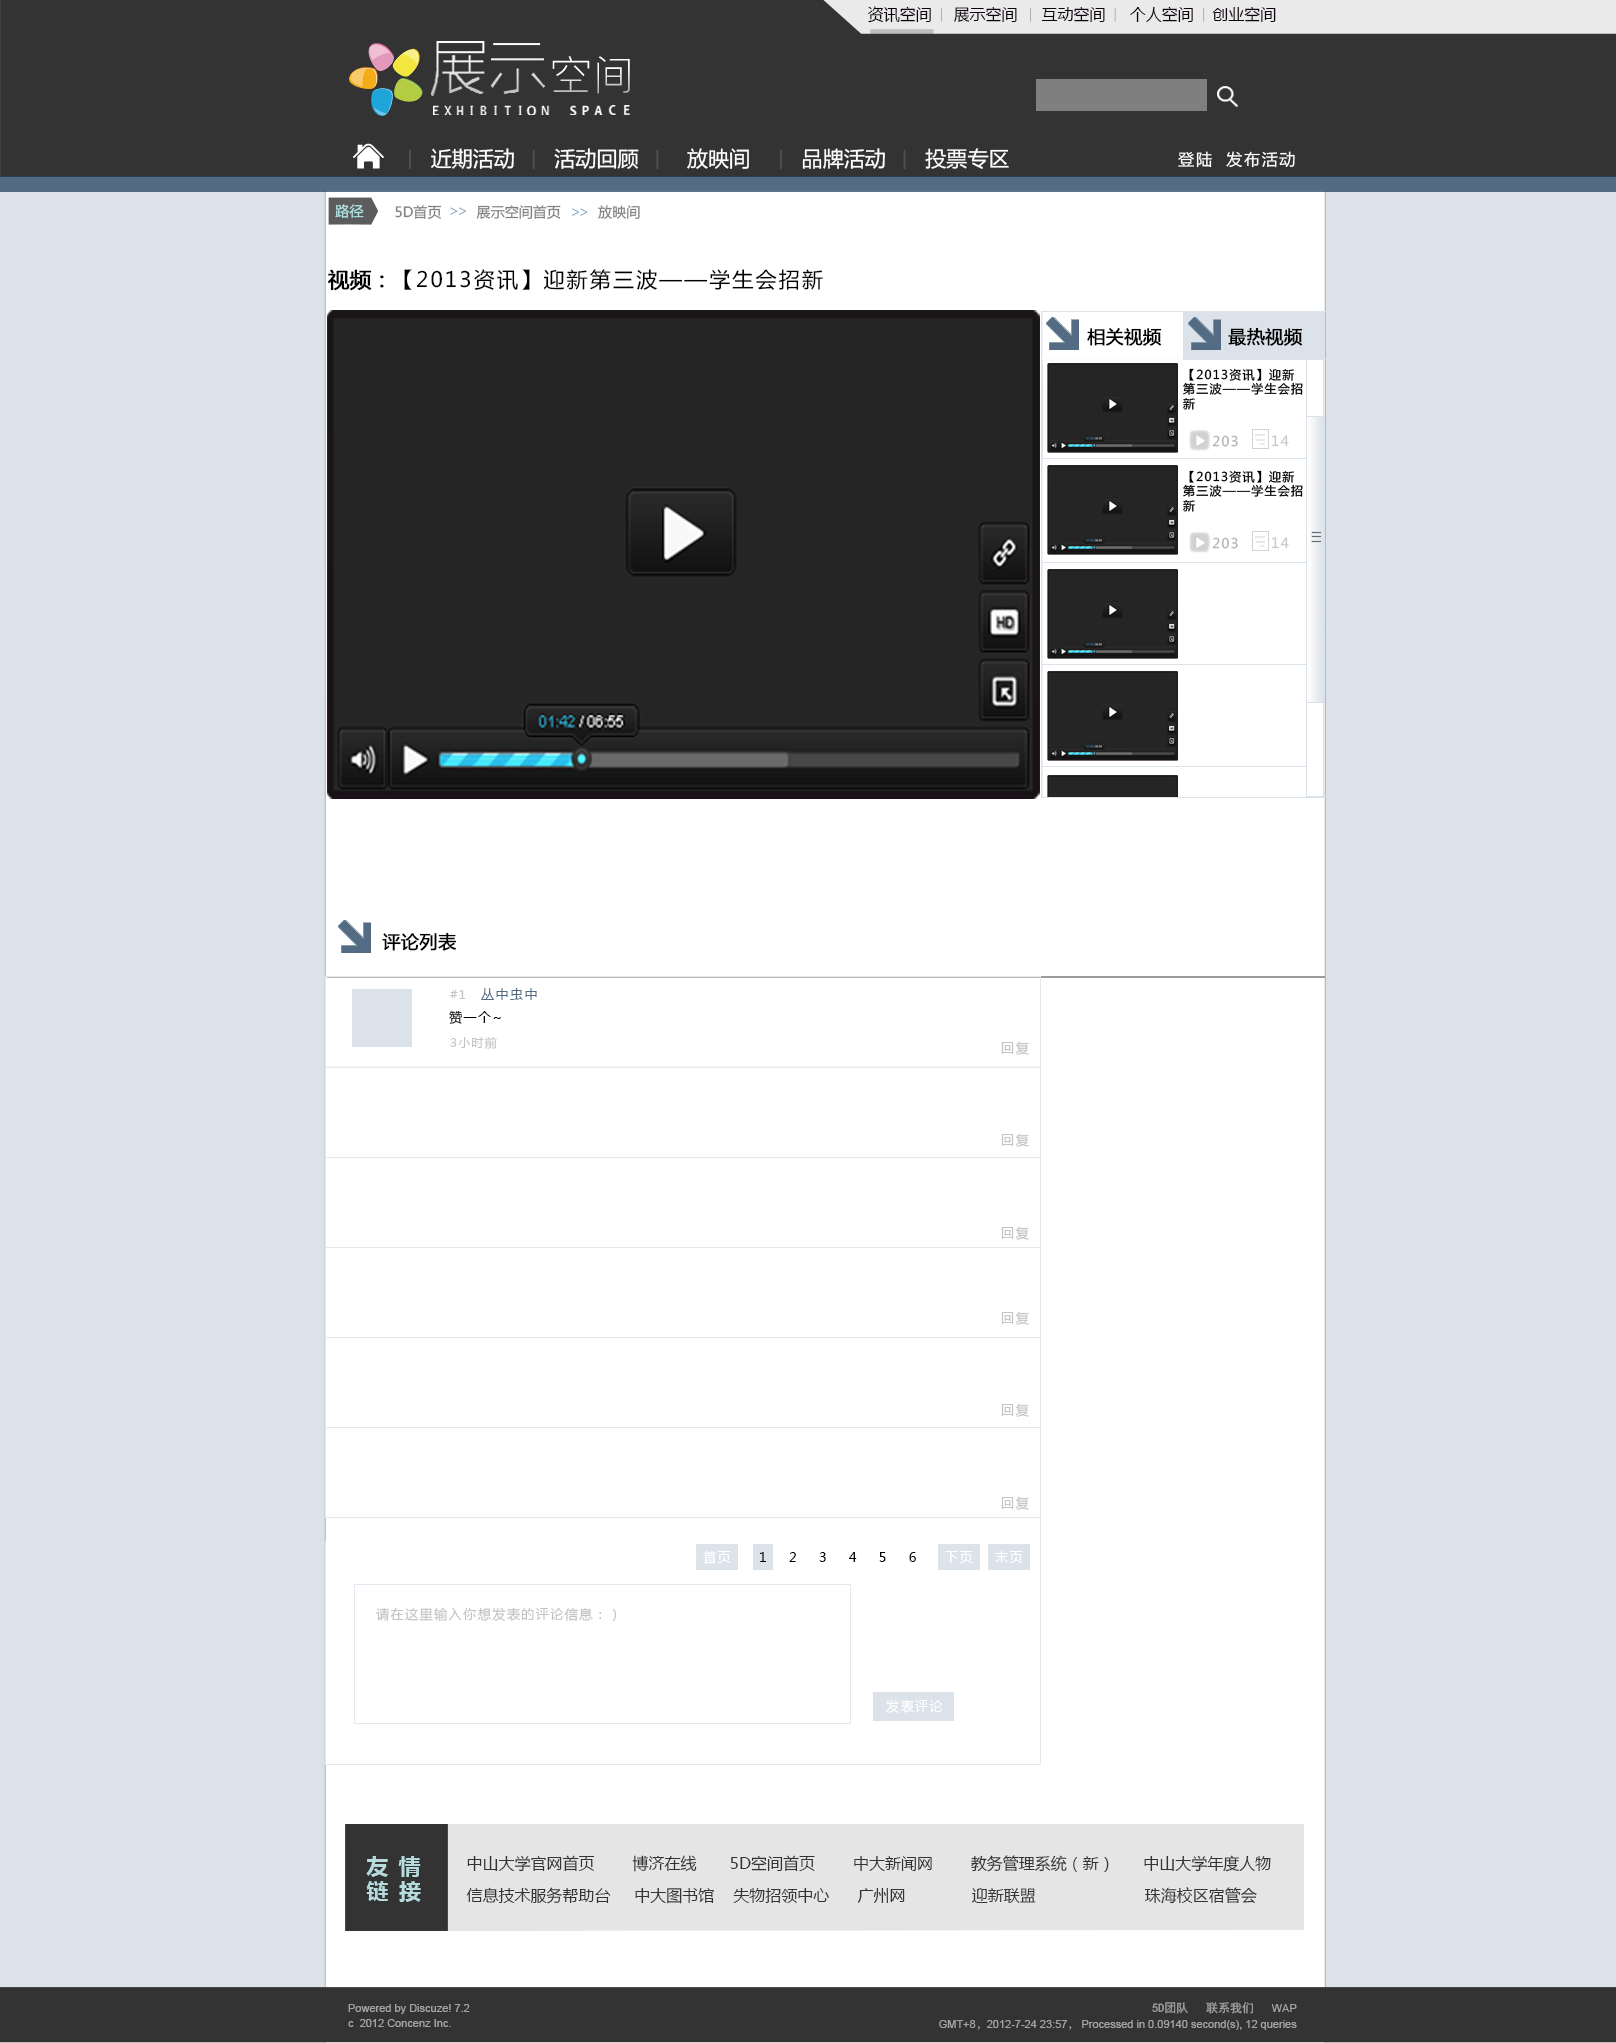 资讯空间 | 展示空间 | 互动空间 | 个人空间 | 创业空间
展示空间
EXHIBITION SPACE
近期活动 | 活动回顾 | 放映间 | 品牌活动 | 投票专区
登陆 发布活动
路径 5D首页 >> 展示空间首页 >> 放映间
视频：【2013资讯】迎新第三波——学生会招新
相关视频 最热视频
【2013资讯】迎新
第三波——学生会招
新
203 14
【2013资讯】迎新
第三波——学生会招
新
203 14
HD
01:42 / 06:55
评论列表
#1 丛中虫中
赞一个~
3小时前
回复
回复
回复
回复
回复
回复
首页 1 2 3 4 5 6 下页 末页
请在这里输入你想发表的评论信息：）
发表评论
友情
链接
中山大学官网首页 博济在线 5D空间首页 中大新闻网 教务管理系统（新） 中山大学年度人物
信息技术服务帮助台 中大图书馆 失物招领中心 广州网 迎新联盟 珠海校区宿管会
Powered by Discuze! 7.2
c 2012 Concenz Inc.
5D团队 联系我们 WAP
GMT+8, 2012-7-24 23:57, Processed in 0.09140 second(s), 12 queries